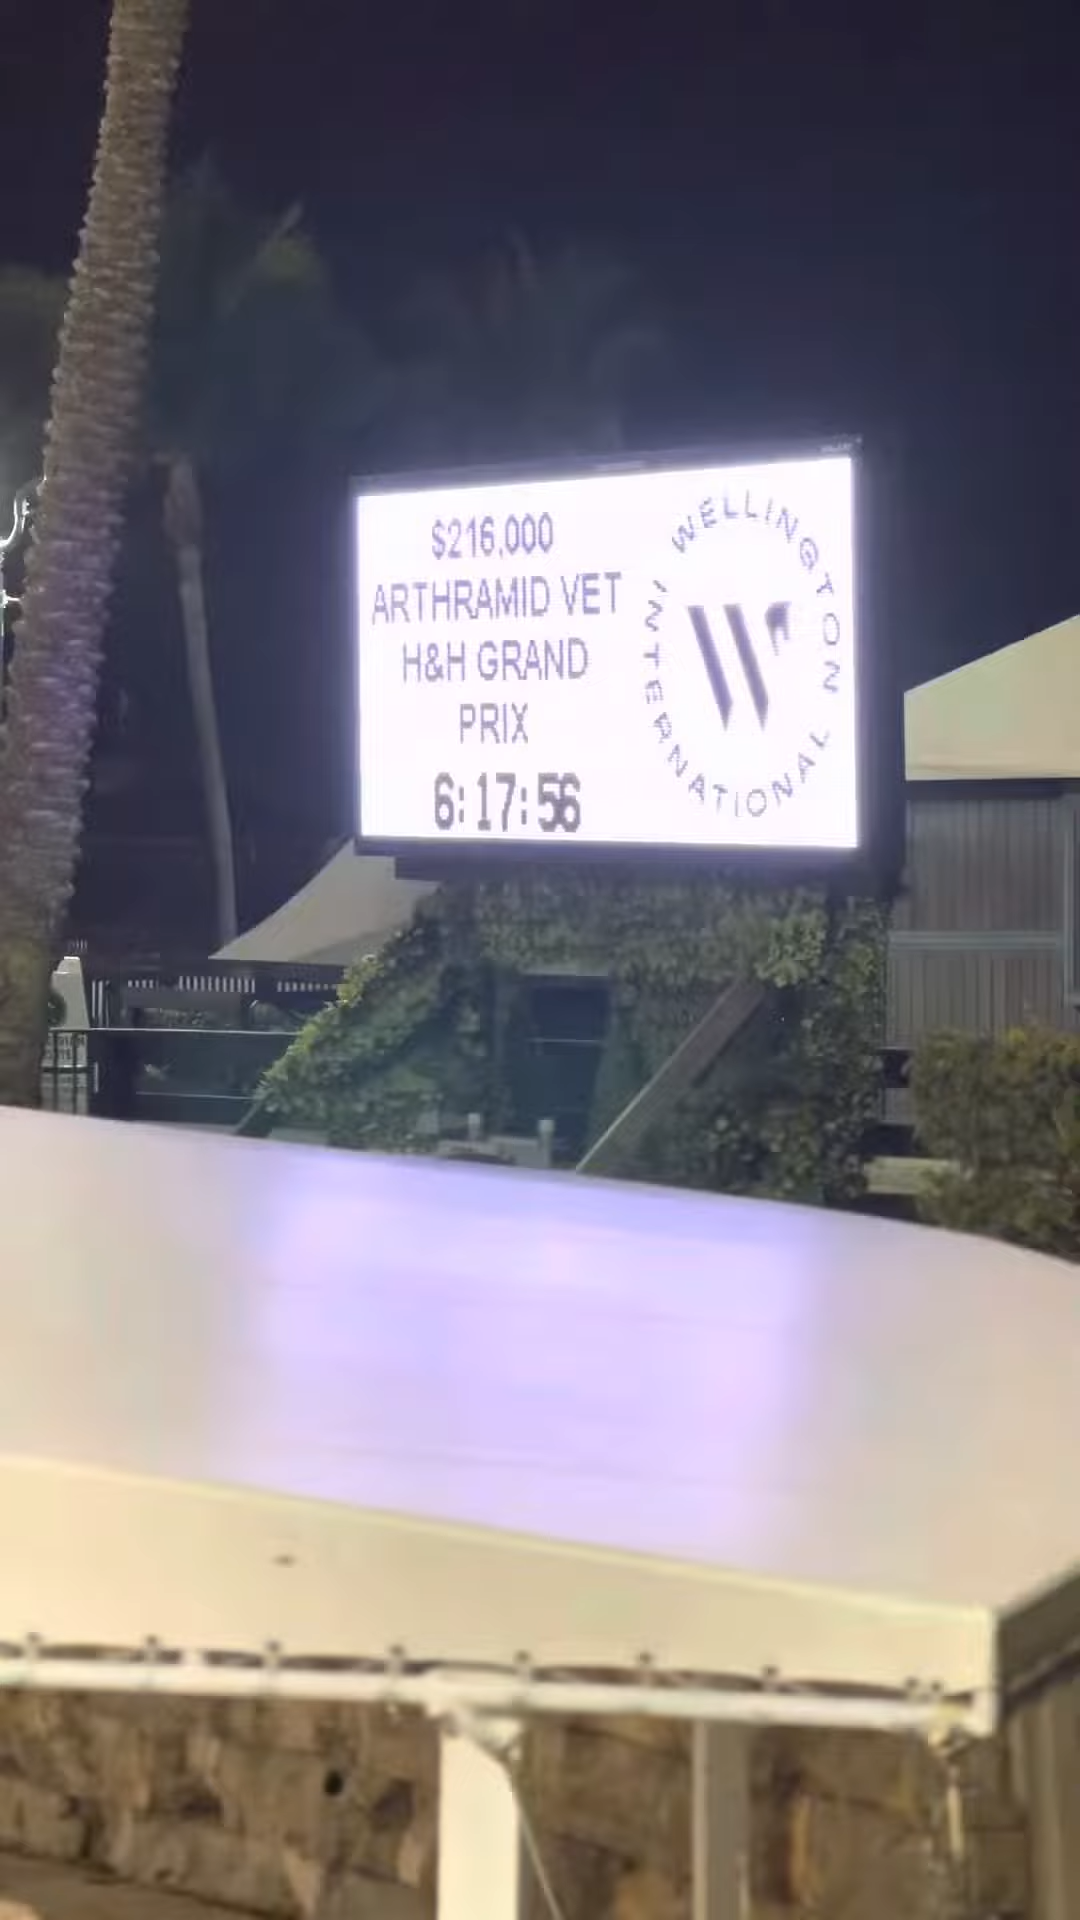 $216,000
ARTHRAMID VET
H&H GRAND
PRIX
6:17:56
WELLINGTON
INTERNATIONAL
W